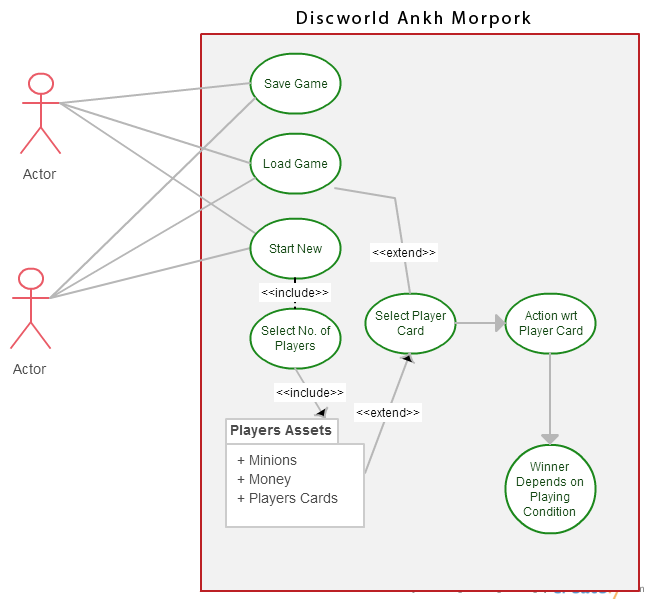 Discworld Ankh Morpork
Save Game
Actor
Load Game
Start New
<<extend>>
<<include>>
Select No. of
Players
Select Player
Card
Action wrt
Player Card
Actor
<<include>>
<<extend>>
Players Assets
+ Minions
+ Money
+ Players Cards
Winner
Depends on
Playing
Condition